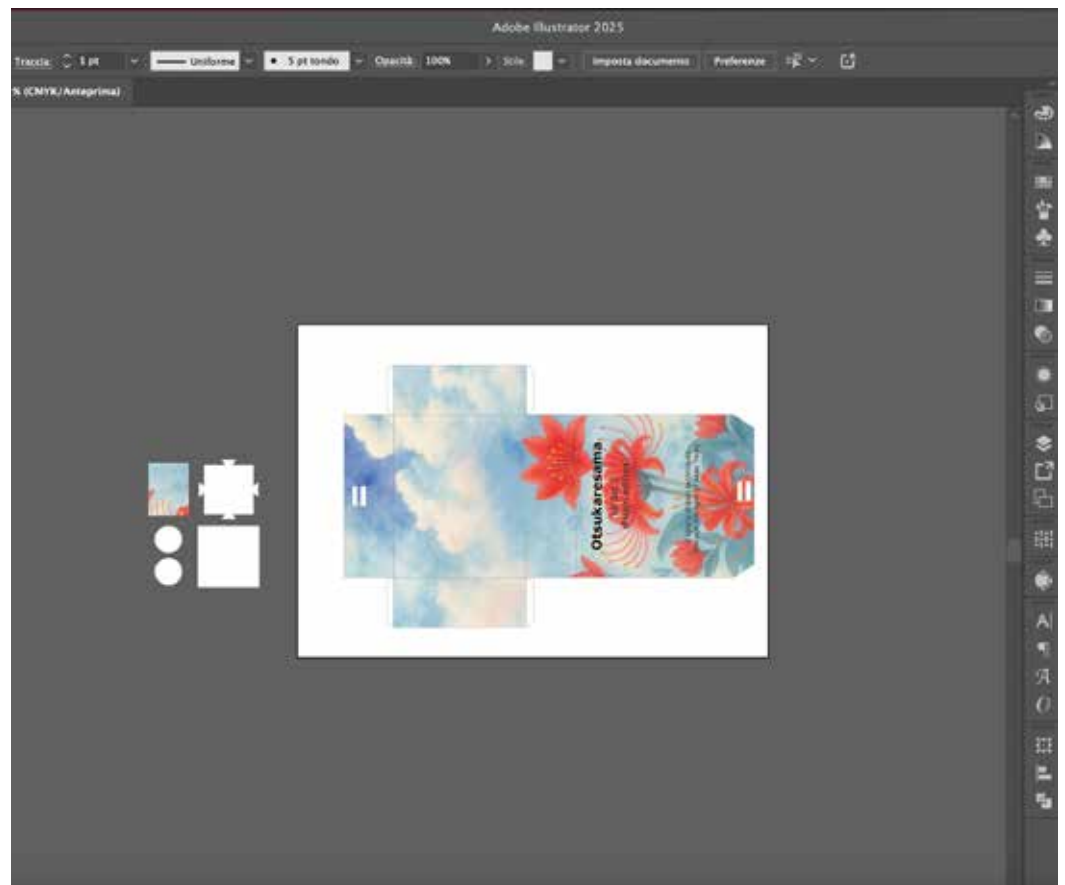 Adobe Illustrator 2025
Traccia: 1 pt Uniforme 5 pt tondo Opacità: 100% Stile: Imposta documento Preferenze
% (CMYK/Anteprima)
Otsukaresama